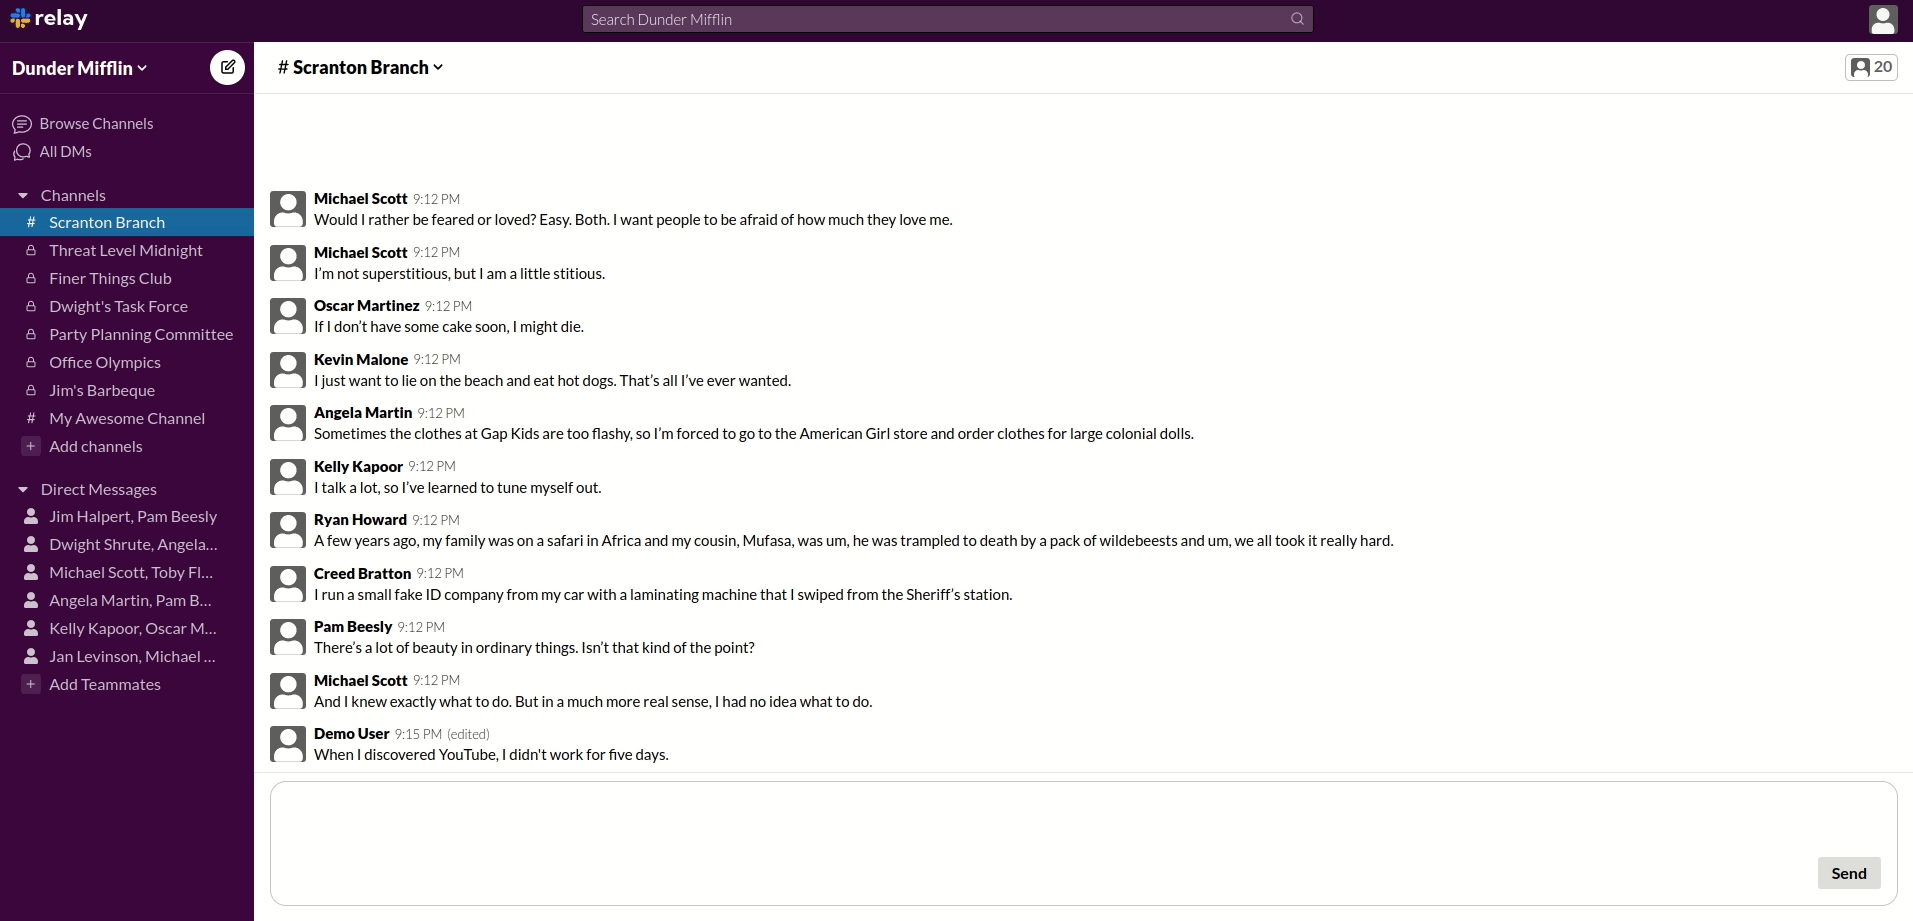 relay
Search Dunder Mifflin
Dunder Mifflin
# Scranton Branch
20
Browse Channels
All DMs
Channels
# Scranton Branch
Threat Level Midnight
Finer Things Club
Dwight's Task Force
Party Planning Committee
Office Olympics
Jim's Barbeque
# My Awesome Channel
+ Add channels
Direct Messages
Jim Halpert, Pam Beesly
Dwight Shrute, Angela...
Michael Scott, Toby Fl...
Angela Martin, Pam B...
Kelly Kapoor, Oscar M...
Jan Levinson, Michael ...
+ Add Teammates
Michael Scott 9:12 PM
Would I rather be feared or loved? Easy. Both. I want people to be afraid of how much they love me.
Michael Scott 9:12 PM
I’m not superstitious, but I am a little stitious.
Oscar Martinez 9:12 PM
If I don’t have some cake soon, I might die.
Kevin Malone 9:12 PM
I just want to lie on the beach and eat hot dogs. That’s all I’ve ever wanted.
Angela Martin 9:12 PM
Sometimes the clothes at Gap Kids are too flashy, so I’m forced to go to the American Girl store and order clothes for large colonial dolls.
Kelly Kapoor 9:12 PM
I talk a lot, so I’ve learned to tune myself out.
Ryan Howard 9:12 PM
A few years ago, my family was on a safari in Africa and my cousin, Mufasa, was um, he was trampled to death by a pack of wildebeests and um, we all took it really hard.
Creed Bratton 9:12 PM
I run a small fake ID company from my car with a laminating machine that I swiped from the Sheriff’s station.
Pam Beesly 9:12 PM
There’s a lot of beauty in ordinary things. Isn’t that kind of the point?
Michael Scott 9:12 PM
And I knew exactly what to do. But in a much more real sense, I had no idea what to do.
Demo User 9:15 PM (edited)
When I discovered YouTube, I didn't work for five days.
Send